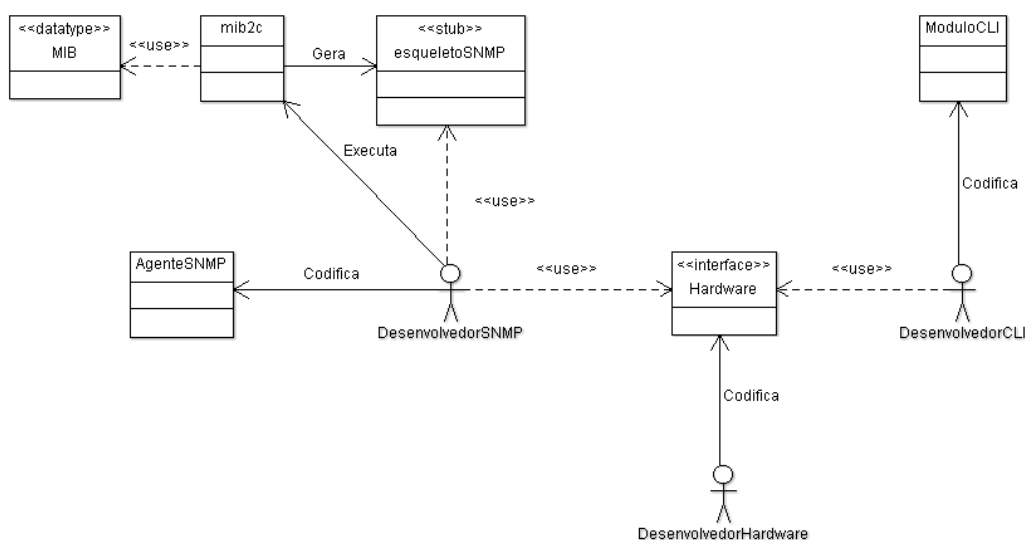 <<datatype>>
MIB
<<use>>
mib2c
Gera
<<stub>>
esqueletoSNMP
ModuloCLI
Executa
<<use>>
Codifica
AgenteSNMP
Codifica
DesenvolvedorSNMP
<<use>>
<<interface>>
Hardware
<<use>>
DesenvolvedorCLI
Codifica
DesenvolvedorHardware